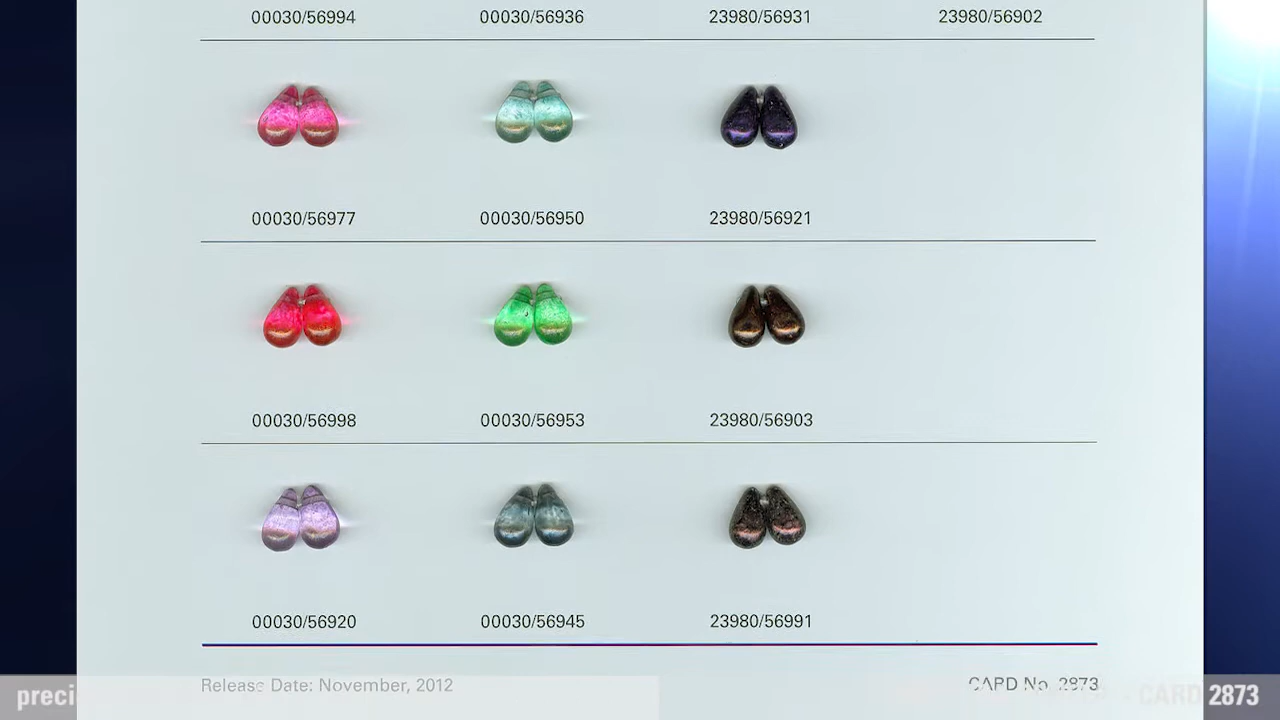 00030/56994 00030/56936 23980/56931 23980/56902
00030/56977 00030/56950 23980/56921
00030/56998 00030/56953 23980/56903
00030/56920 00030/56945 23980/56991
Release Date: November, 2012 CARD No. 2873
preci CARD 2873